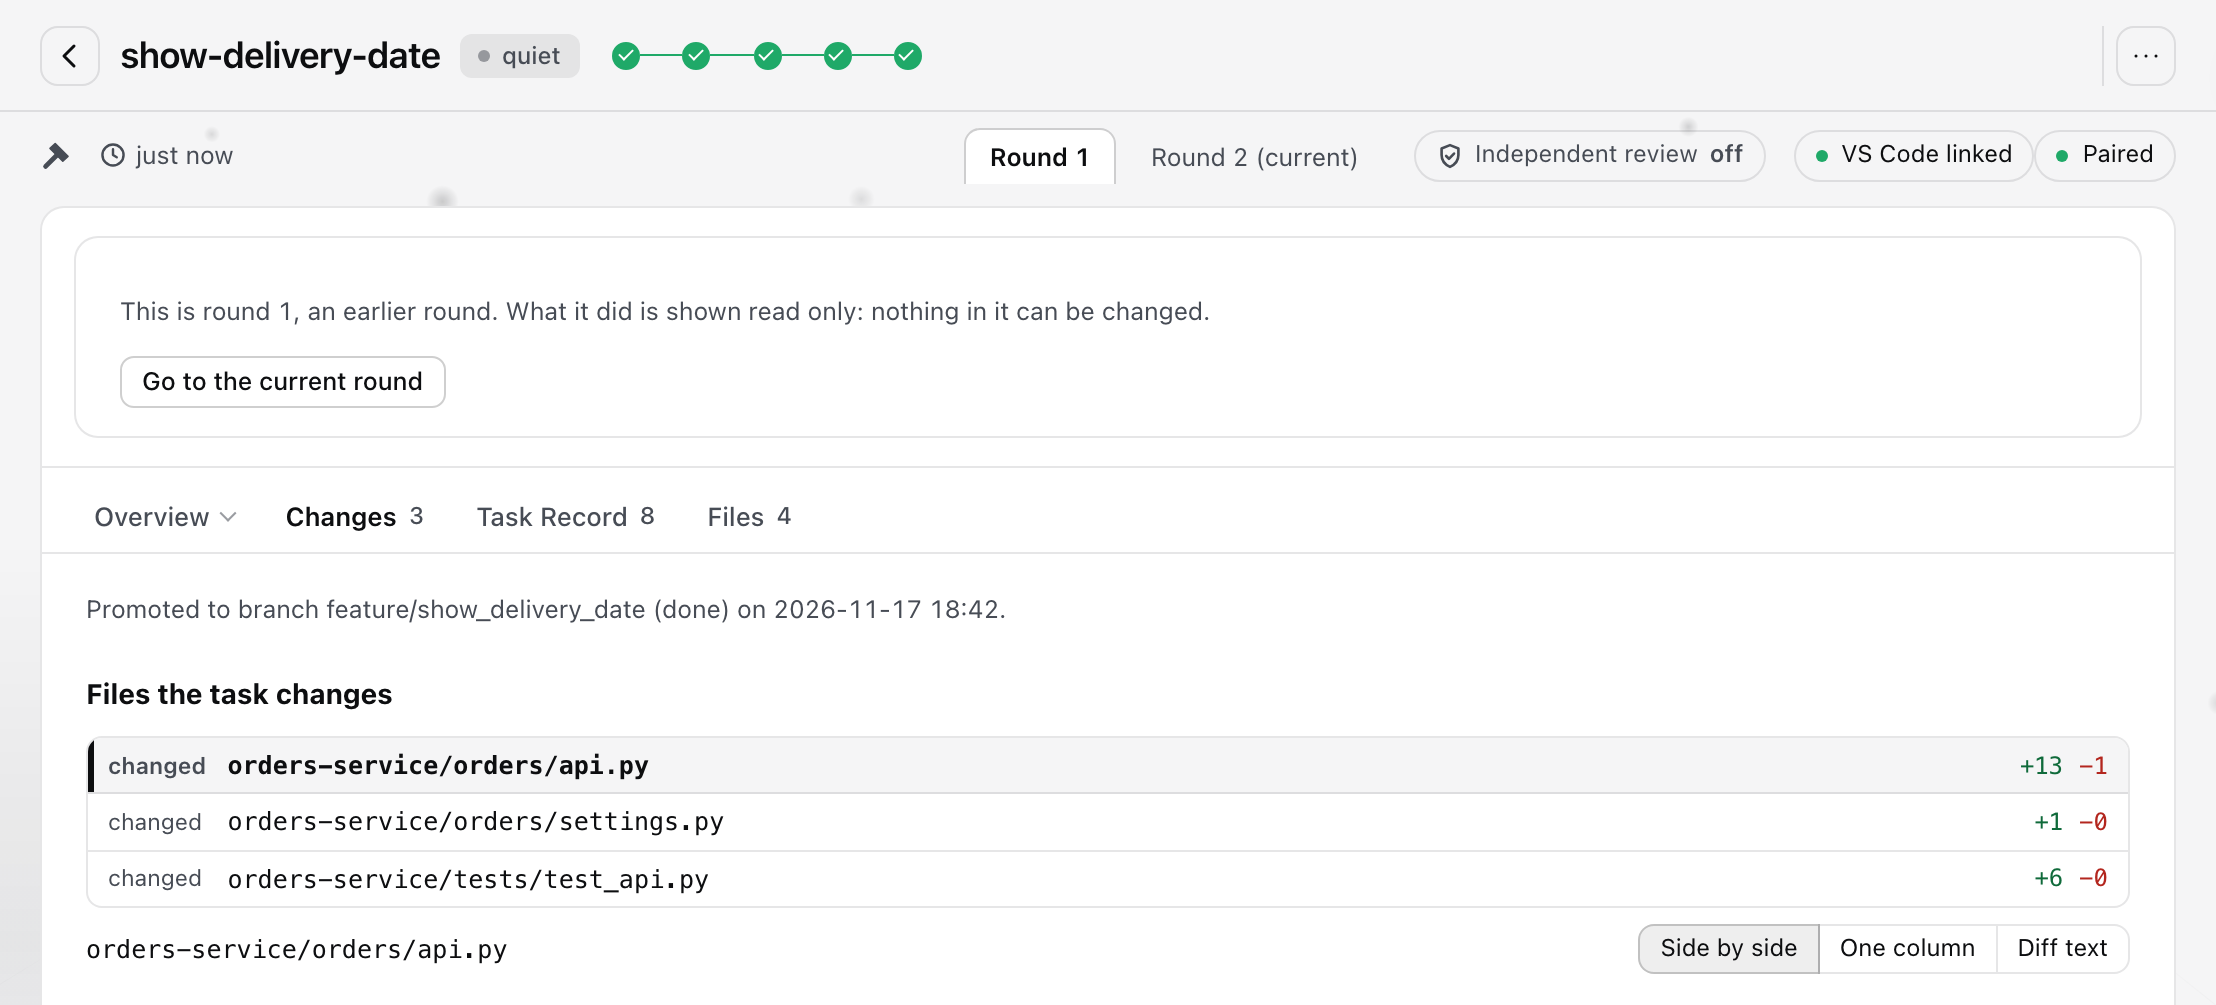 show-delivery-date quiet
···
just now
Round 1 Round 2 (current) Independent review off VS Code linked Paired
This is round 1, an earlier round. What it did is shown read only: nothing in it can be changed.
Go to the current round
Overview Changes 3 Task Record 8 Files 4
Promoted to branch feature/show_delivery_date (done) on 2026-11-17 18:42.
Files the task changes
changed orders-service/orders/api.py +13 −1
changed orders-service/orders/settings.py +1 −0
changed orders-service/tests/test_api.py +6 −0
orders-service/orders/api.py Side by side One column Diff text